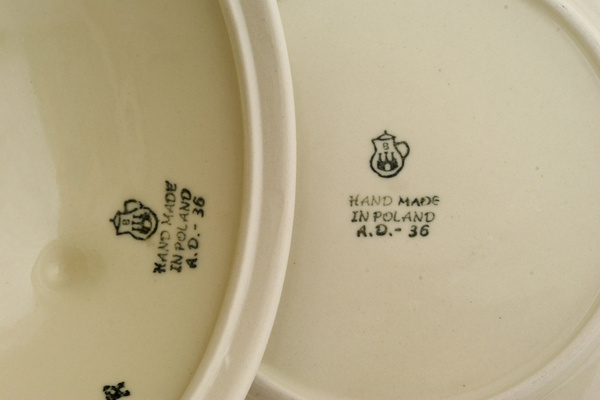 HAND MADE
IN POLAND
A.D.- 36
B
HAND MADE
IN POLAND
A.D.- 36